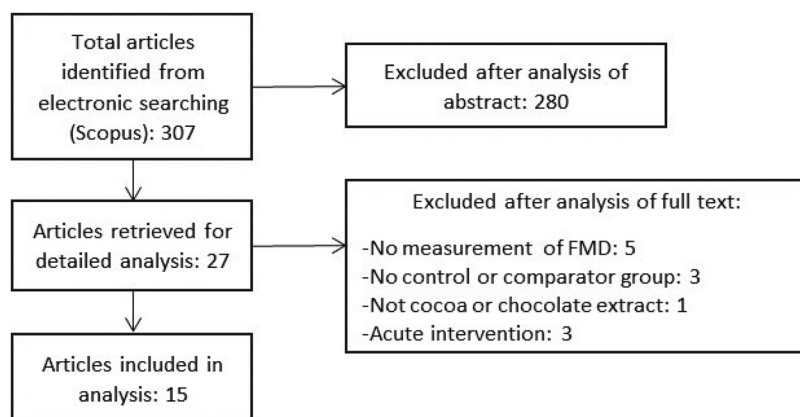 Total articles
identified from
electronic searching
(Scopus): 307
Excluded after analysis of
abstract: 280
Articles retrieved for
detailed analysis: 27
Excluded after analysis of full text:
-No measurement of FMD: 5
-No control or comparator group: 3
-Not cocoa or chocolate extract: 1
-Acute intervention: 3
Articles included in
analysis: 15